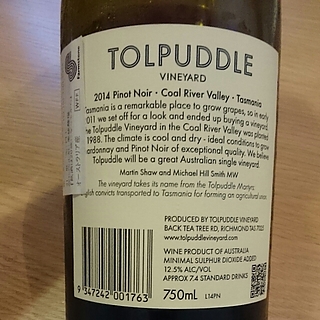 TOLPUDDLE
VINEYARD
2014 Pinot Noir · Coal River Valley · Tasmania
Tasmania is a remarkable place to grow grapes, so in early
2011 we set off for a look and ended up buying a vineyard.
The Tolpuddle Vineyard in the Coal River Valley was planted
1988. The climate is cool and dry - ideal conditions to grow
Chardonnay and Pinot Noir of exceptional quality. We believe
Tolpuddle will be a great Australian single vineyard.
Martin Shaw and Michael Hill Smith MW
The vineyard takes its name from the Tolpuddle Martyrs
English convicts transported to Tasmania for forming an agricultural union
PRODUCED BY TOLPUDDLE VINEYARD
BACK TEA TREE RD, RICHMOND TAS 7025
www.tolpuddlevineyard.com
WINE PRODUCT OF AUSTRALIA
MINIMAL SULPHUR DIOXIDE ADDED
12.5% ALC/VOL
APPROX 7.4 STANDARD DRINKS
750ml L14PN
9 347242 001763